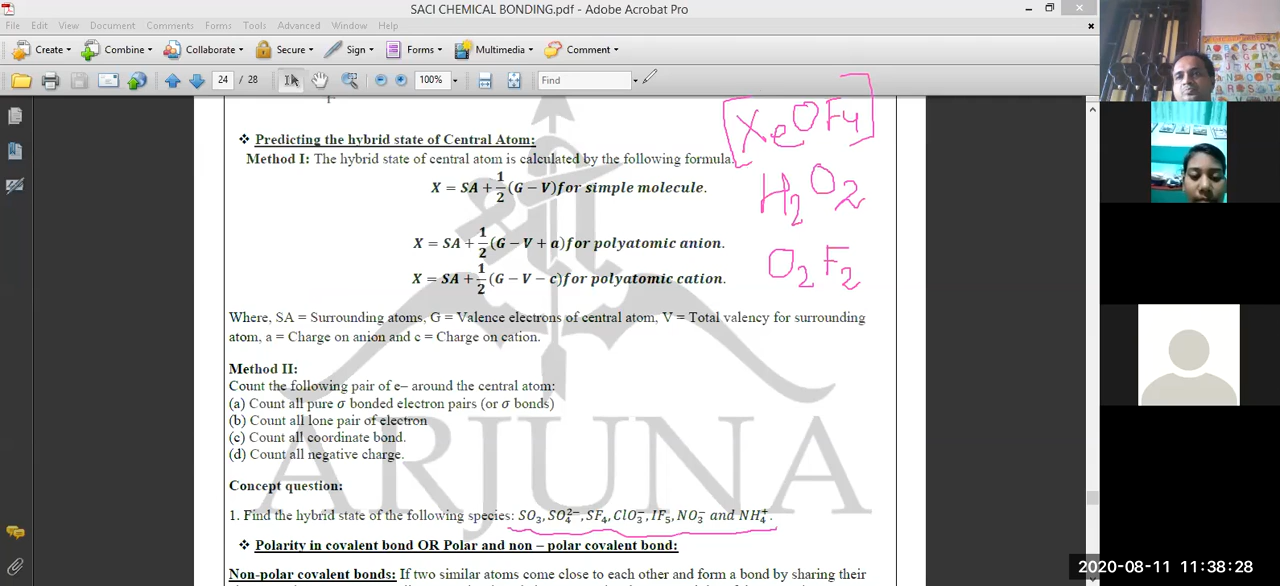 SACI CHEMICAL BONDING.pdf - Adobe Acrobat Pro
File Edit View Document Comments Forms Tools Advanced Window Help
Create Combine Collaborate Secure Sign Forms Multimedia Comment
24 / 28 100% Find
❖ Predicting the hybrid state of Central Atom:
Method I: The hybrid state of central atom is calculated by the following formula.
X = SA + 1/2 (G − V) for simple molecule.
X = SA + 1/2 (G − V + a) for polyatomic anion.
X = SA + 1/2 (G − V − c) for polyatomic cation.
XeOF4
H2O2
O2F2
Where, SA = Surrounding atoms, G = Valence electrons of central atom, V = Total valency for surrounding
atom, a = Charge on anion and c = Charge on cation.
Method II:
Count the following pair of e– around the central atom:
(a) Count all pure σ bonded electron pairs (or σ bonds)
(b) Count all lone pair of electron
(c) Count all coordinate bond.
(d) Count all negative charge.
Concept question:
1. Find the hybrid state of the following species: SO₃, SO₄²⁻, SF₄, ClO₃⁻, IF₅, NO₃⁻ and NH₄⁺.
❖ Polarity in covalent bond OR Polar and non – polar covalent bond:
Non-polar covalent bonds: If two similar atoms come close to each other and form a bond by sharing their
ARJUNA
2020-08-11 11:38:28